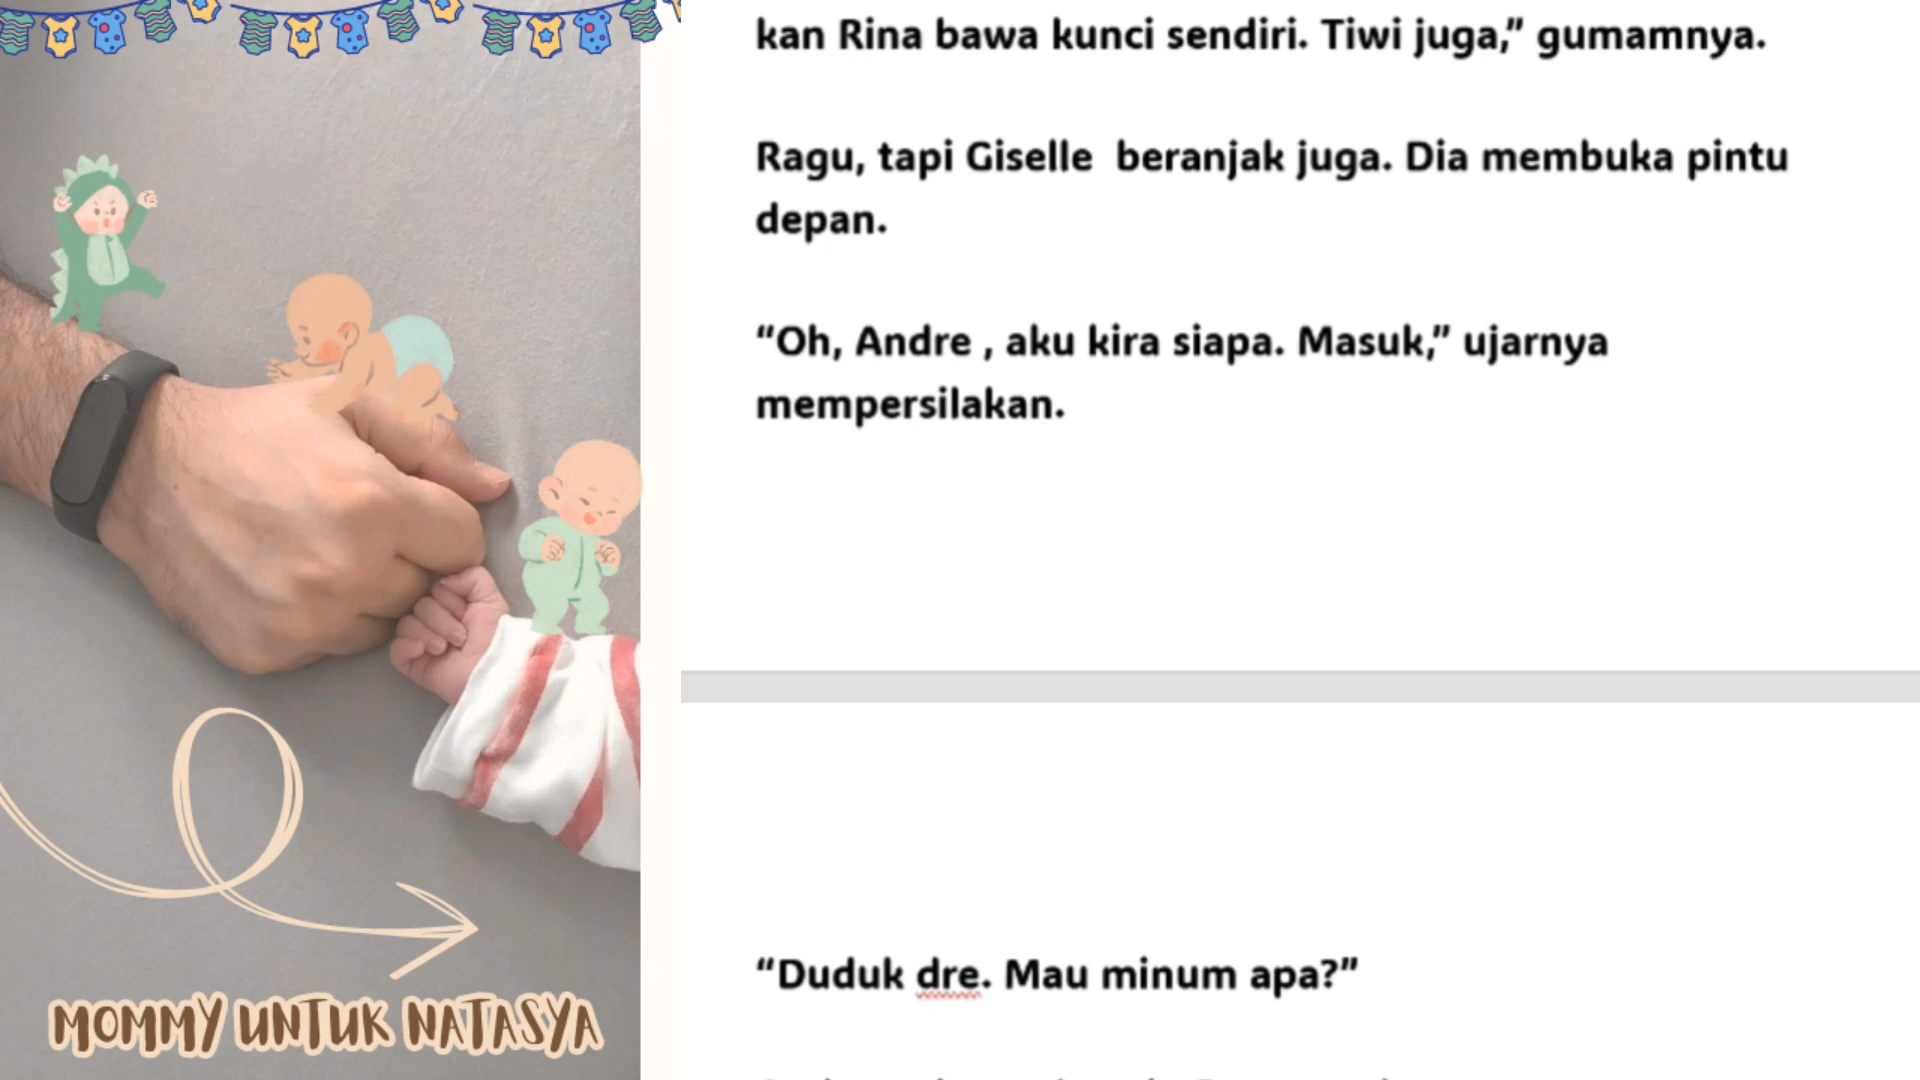 kan Rina bawa kunci sendiri. Tiwi juga,” gumamnya.
Ragu, tapi Giselle  beranjak juga. Dia membuka pintu
depan.
“Oh, Andre , aku kira siapa. Masuk,” ujarnya
mempersilakan.
“Duduk dre. Mau minum apa?”
MOMMY UNTUK NATASYA